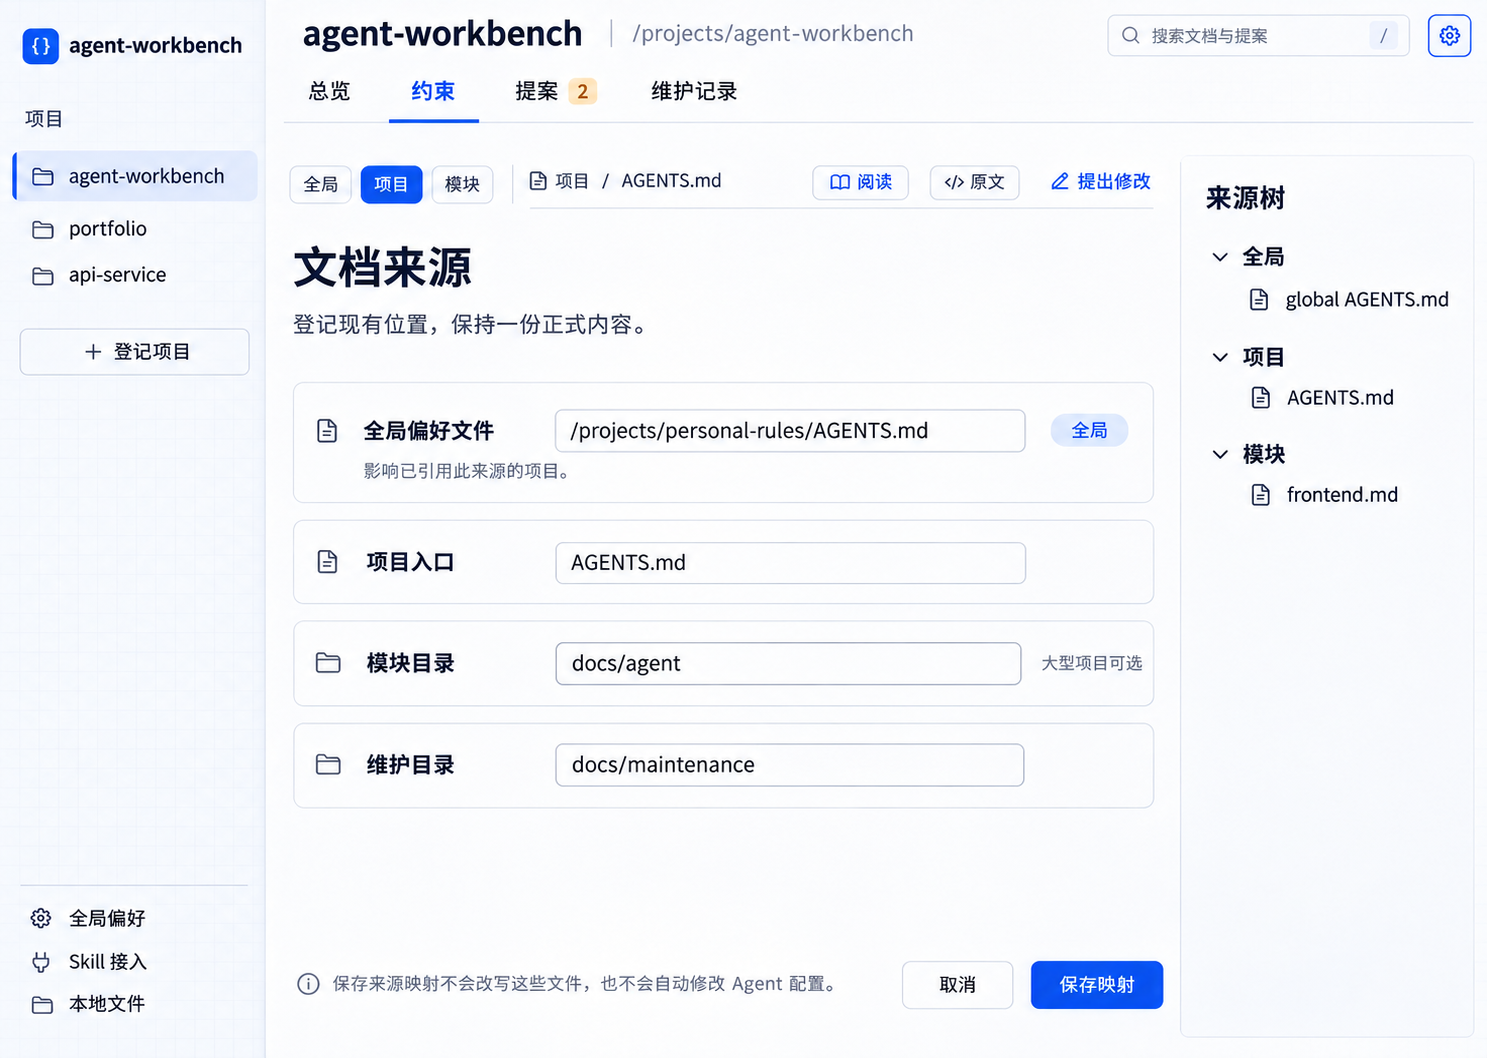 agent-workbench
项目
agent-workbench
portfolio
api-service
+ 登记项目
全局偏好
Skill 接入
本地文件
agent-workbench
/projects/agent-workbench
搜索文档与提案
/
总览
约束
提案 2
维护记录
全局
项目
模块
项目 / AGENTS.md
阅读
</> 原文
提出修改
文档来源
登记现有位置，保持一份正式内容。
全局偏好文件
/projects/personal-rules/AGENTS.md
全局
影响已引用此来源的项目。
项目入口
AGENTS.md
模块目录
docs/agent
大型项目可选
维护目录
docs/maintenance
保存来源映射不会改写这些文件，也不会自动修改 Agent 配置。
取消
保存映射
来源树
全局
global AGENTS.md
项目
AGENTS.md
模块
frontend.md